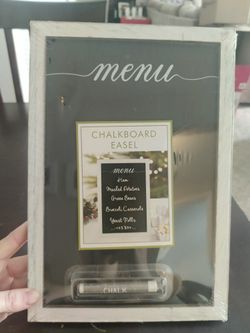 menu
CHALKBOARD
EASEL
menu
Ham
Mashed Potatoes
Green Beans
Broccoli Casserole
Yeast Rolls
CHALK